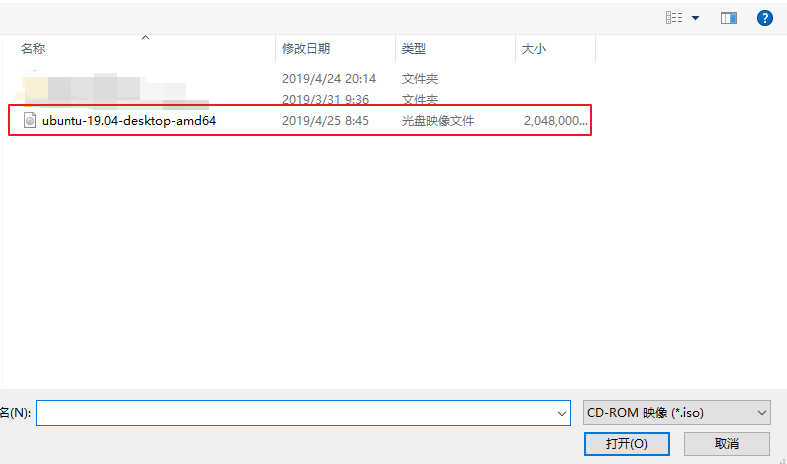 名称 修改日期 类型 大小
2019/4/24 20:14 文件夹
2019/3/31 9:36 文件夹
ubuntu-19.04-desktop-amd64 2019/4/25 8:45 光盘映像文件 2,048,000...
名(N): CD-ROM 映像 (*.iso)
打开(O) 取消